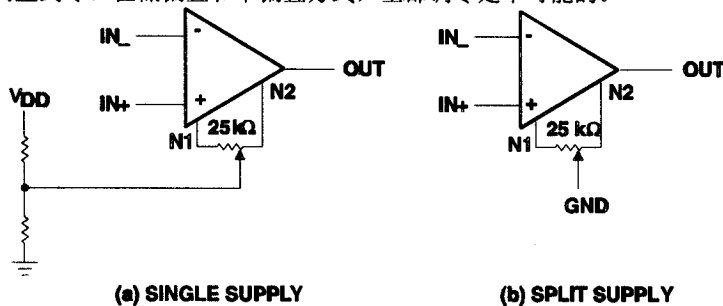 IN_
-
OUT
N2
IN+
+
VDD
N1
25 kΩ
(a) SINGLE SUPPLY
IN_
-
OUT
N2
IN+
+
N1
25 kΩ
GND
(b) SPLIT SUPPLY